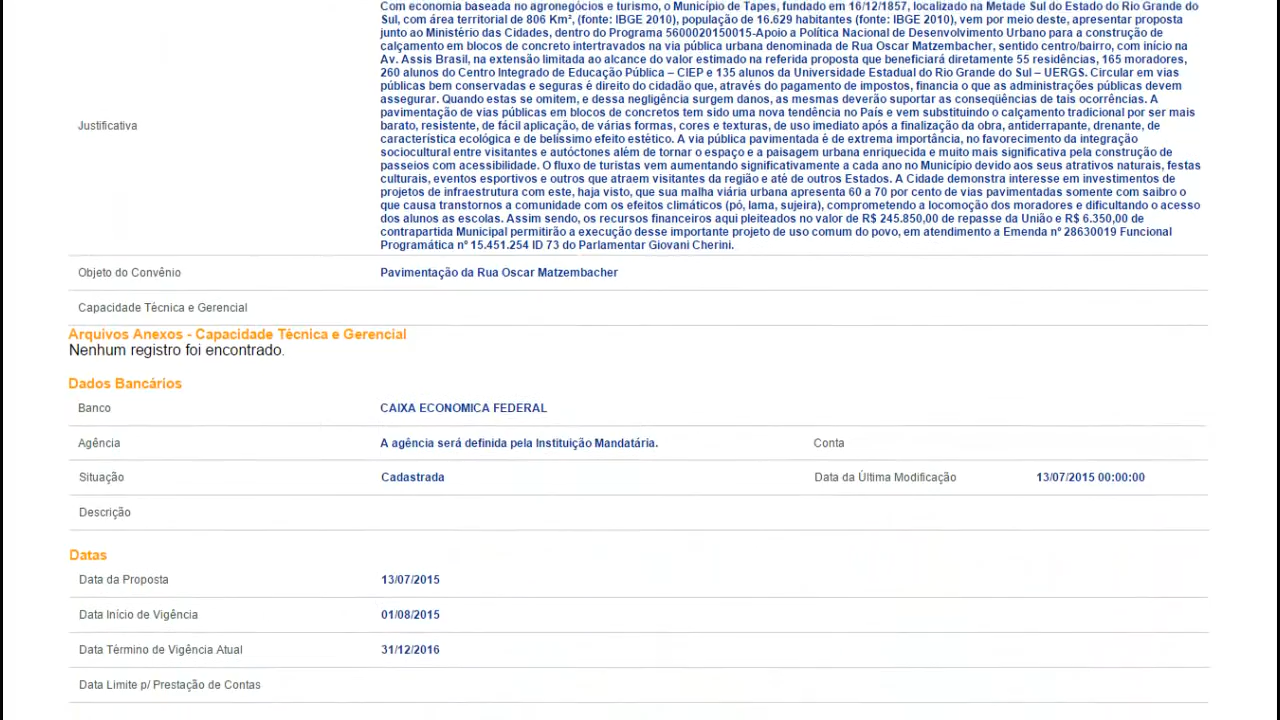 Com economia baseada no agronegócios e turismo, o Município de Tapes, fundado em 16/12/1857, localizado na Metade Sul do Estado do Rio Grande do
Sul, com área territorial de 806 Km², (fonte: IBGE 2010), população de 16.629 habitantes (fonte: IBGE 2010), vem por meio deste, apresentar proposta
junto ao Ministério das Cidades, dentro do Programa 5600020150015-Apoio a Política Nacional de Desenvolvimento Urbano para a construção de
calçamento em blocos de concreto intertravados na via pública urbana denominada de Rua Oscar Matzembacher, sentido centro/bairro, com início na
Av. Assis Brasil, na extensão limitada ao alcance do valor estimado na referida proposta que beneficiará diretamente 55 residências, 165 moradores,
260 alunos do Centro Integrado de Educação Pública – CIEP e 135 alunos da Universidade Estadual do Rio Grande do Sul – UERGS. Circular em vias
públicas bem conservadas e seguras é direito do cidadão que, através do pagamento de impostos, financia o que as administrações públicas devem
assegurar. Quando estas se omitem, e dessa negligência surgem danos, as mesmas deverão suportar as conseqüências de tais ocorrências. A
pavimentação de vias públicas em blocos de concretos tem sido uma nova tendência no País e vem substituindo o calçamento tradicional por ser mais
Justificativa
barato, resistente, de fácil aplicação, de várias formas, cores e texturas, de uso imediato após a finalização da obra, antiderrapante, drenante, de
característica ecológica e de belíssimo efeito estético. A via pública pavimentada é de extrema importância, no favorecimento da integração
sociocultural entre visitantes e autóctones além de tornar o espaço e a paisagem urbana enriquecida e muito mais significativa pela construção de
passeios com acessibilidade. O fluxo de turistas vem aumentando significativamente a cada ano no Município devido aos seus atrativos naturais, festas
culturais, eventos esportivos e outros que atraem visitantes da região e até de outros Estados. A Cidade demonstra interesse em investimentos de
projetos de infraestrutura com este, haja visto, que sua malha viária urbana apresenta 60 a 70 por cento de vias pavimentadas somente com saibro o
que causa transtornos a comunidade com os efeitos climáticos (pó, lama, sujeira), comprometendo a locomoção dos moradores e dificultando o acesso
dos alunos as escolas. Assim sendo, os recursos financeiros aqui pleiteados no valor de R$ 245.850,00 de repasse da União e R$ 6.350,00 de
contrapartida Municipal permitirão a execução desse importante projeto de uso comum do povo, em atendimento a Emenda nº 28630019 Funcional
Programática nº 15.451.254 ID 73 do Parlamentar Giovani Cherini.
Objeto do Convênio Pavimentação da Rua Oscar Matzembacher
Capacidade Técnica e Gerencial
Arquivos Anexos - Capacidade Técnica e Gerencial
Nenhum registro foi encontrado.
Dados Bancários
Banco CAIXA ECONOMICA FEDERAL
Agência A agência será definida pela Instituição Mandatária. Conta
Situação Cadastrada Data da Última Modificação 13/07/2015 00:00:00
Descrição
Datas
Data da Proposta 13/07/2015
Data Início de Vigência 01/08/2015
Data Término de Vigência Atual 31/12/2016
Data Limite p/ Prestação de Contas